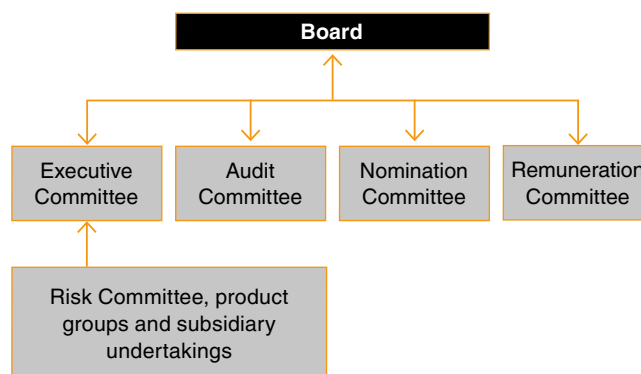 Board
Executive
Committee
Audit
Committee
Nomination
Committee
Remuneration
Committee
Risk Committee, product
groups and subsidiary
undertakings